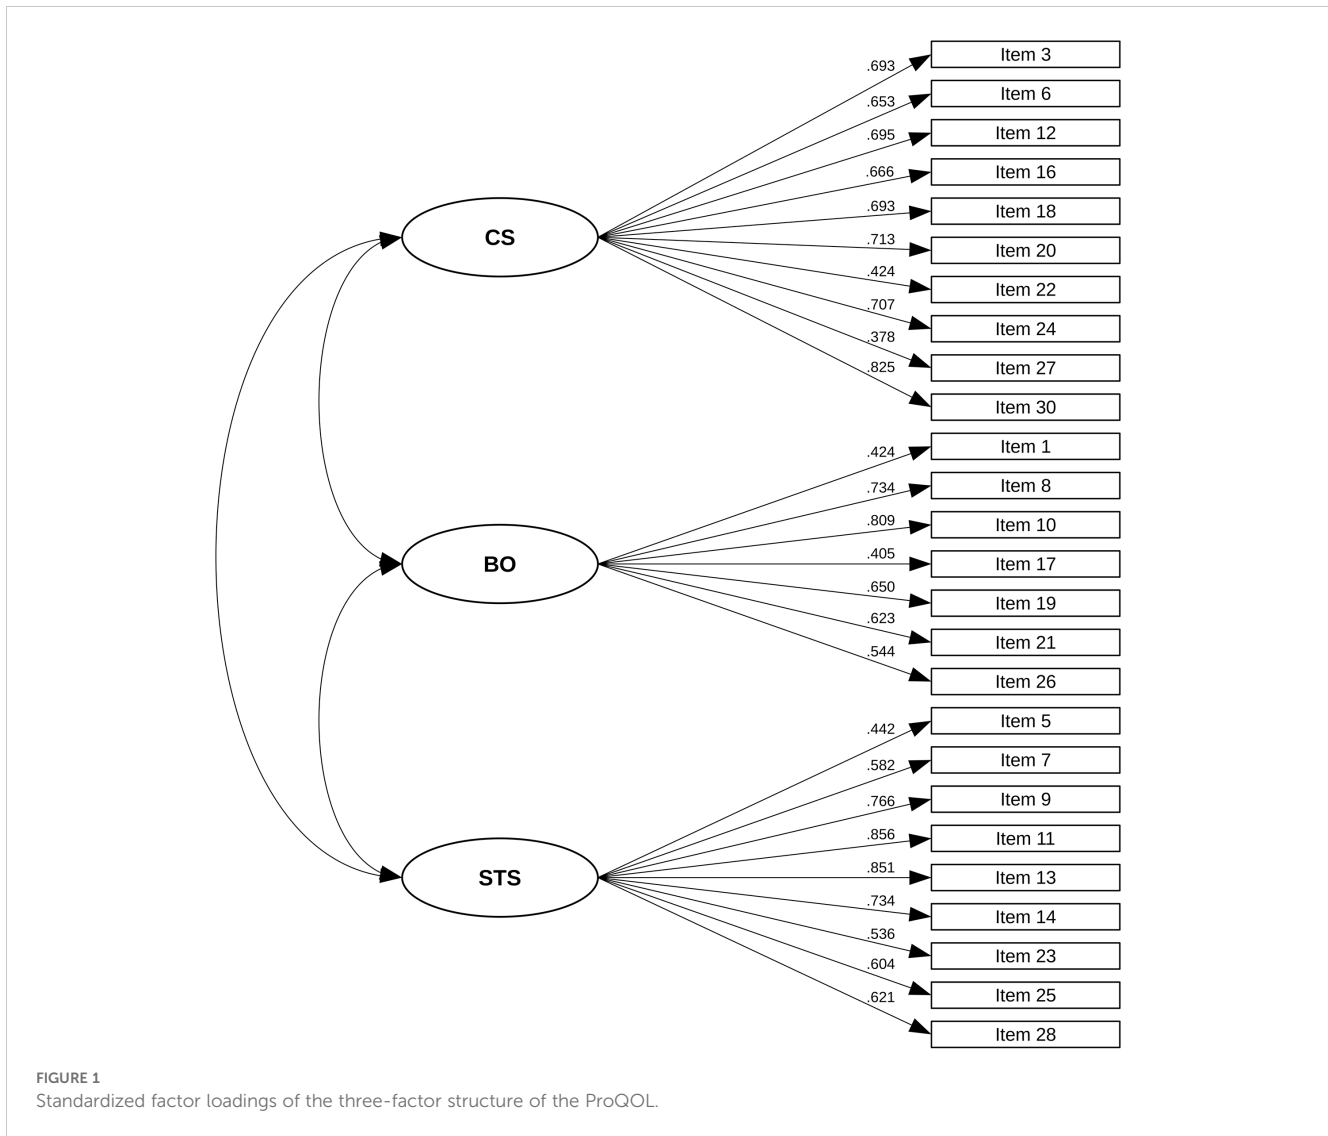 .693 Item 3
.653 Item 6
.695 Item 12
.666 Item 16
.693 Item 18
CS
.713 Item 20
.424 Item 22
.707 Item 24
.378 Item 27
.825 Item 30
.424 Item 1
.734 Item 8
.809 Item 10
BO
.405 Item 17
.650 Item 19
.623 Item 21
.544 Item 26
.442 Item 5
.582 Item 7
.766 Item 9
.856 Item 11
STS
.851 Item 13
.734 Item 14
.536 Item 23
.604 Item 25
.621 Item 28
FIGURE 1
Standardized factor loadings of the three-factor structure of the ProQOL.